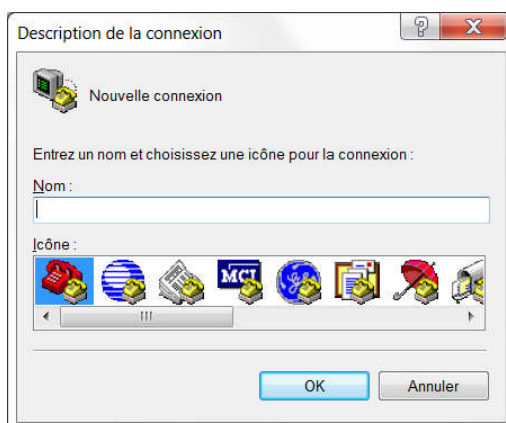 Description de la connexion
Nouvelle connexion
Entrez un nom et choisissez une icône pour la connexion :
Nom :
Icône :
MCI
OK
Annuler